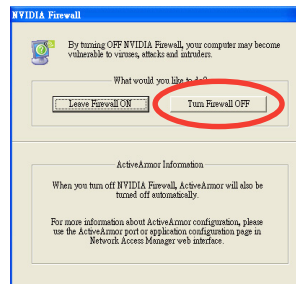 NVIDIA Firewall
By turning OFF NVIDIA Firewall, your computer may become
vulnerable to viruses, attacks and intruders.
What would you like to do?
Leave Firewall ON
Turn Firewall OFF
ActiveArmor Information
When you turn off NVIDIA Firewall, ActiveArmor will also be
turned off automatically.
For more information about ActiveArmor configuration, please
use the ActiveArmor port or application configuration page in
Network Access Manager web interface.